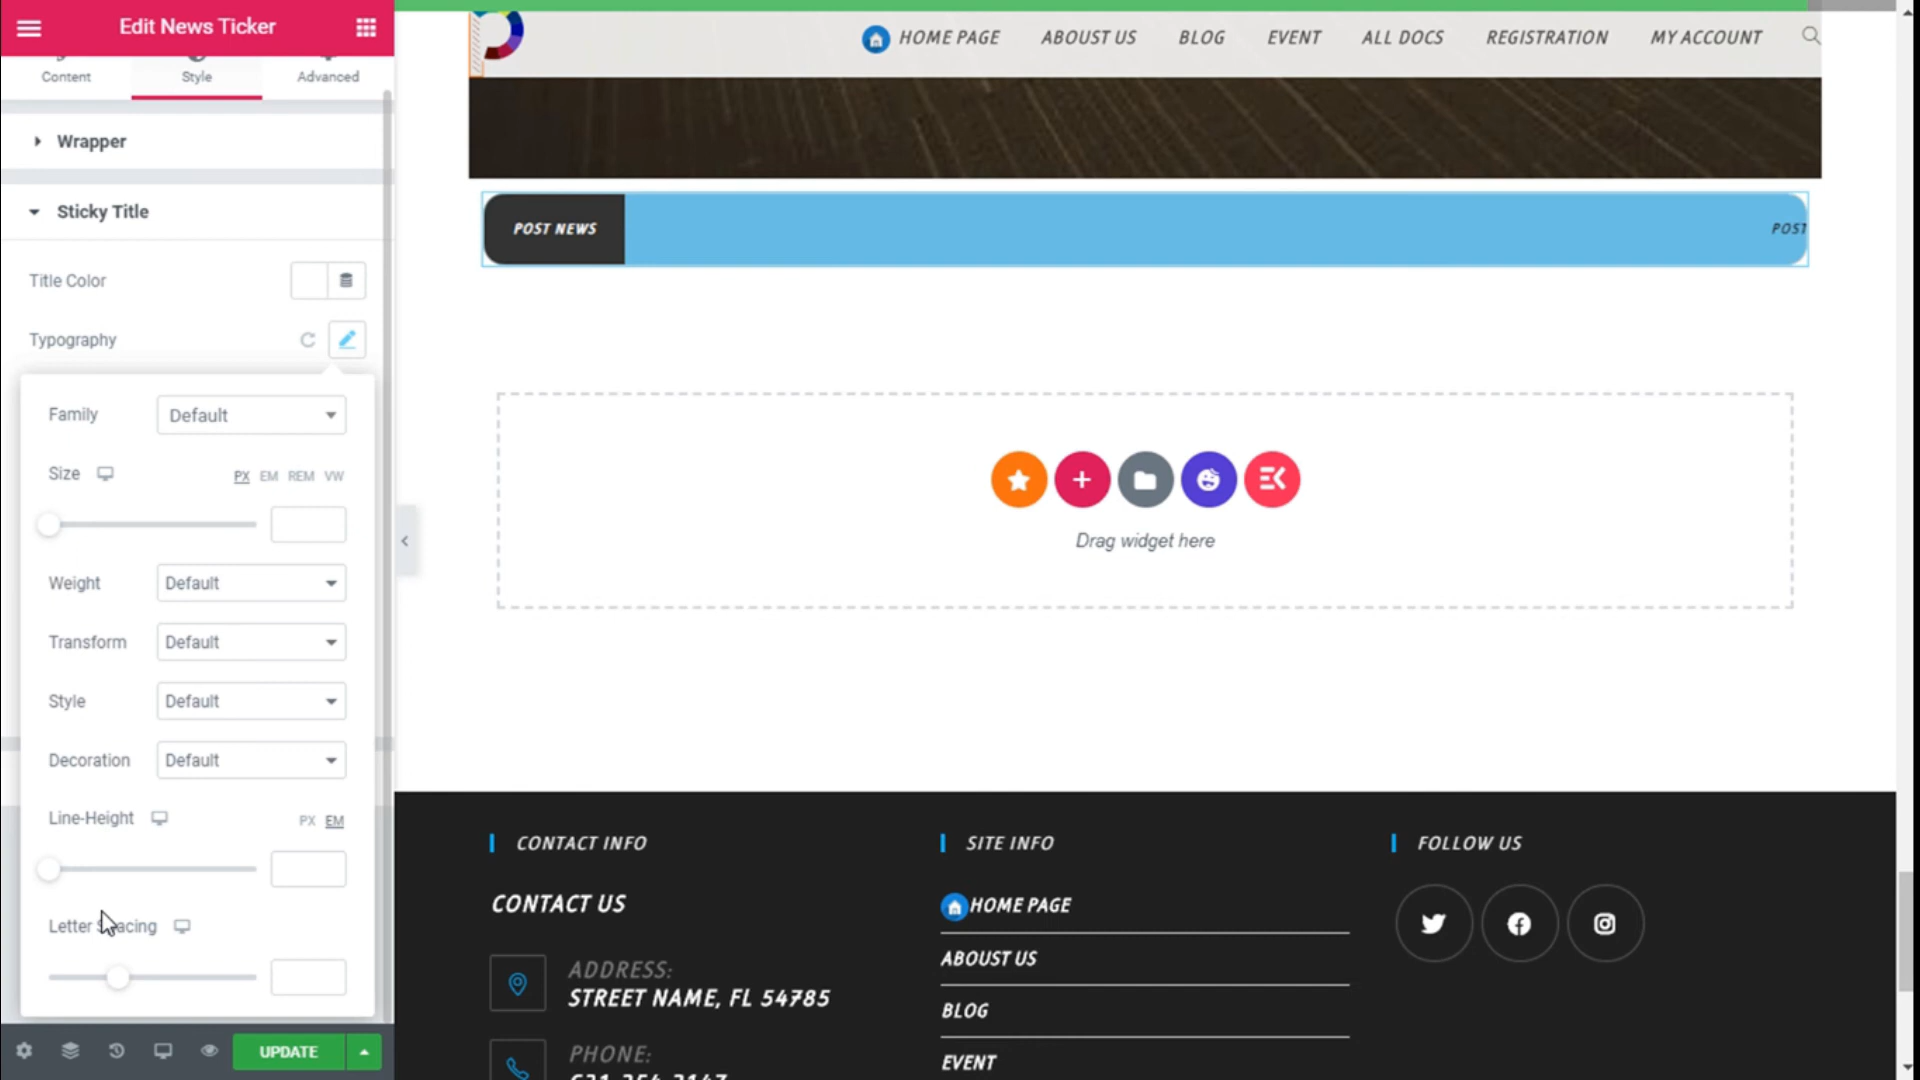 Edit News Ticker
Content
Style
Advanced
Wrapper
Sticky Title
Title Color
Typography
Family
Default
Size
PX EM REM VW
Weight
Default
Transform
Default
Style
Default
Decoration
Default
Line-Height
PX EM
Letter Spacing
UPDATE
HOME PAGE
ABOUST US
BLOG
EVENT
ALL DOCS
REGISTRATION
MY ACCOUNT
POST NEWS
POST
Drag widget here
CONTACT INFO
CONTACT US
ADDRESS:
STREET NAME, FL 54785
PHONE:
SITE INFO
HOME PAGE
ABOUST US
BLOG
EVENT
FOLLOW US